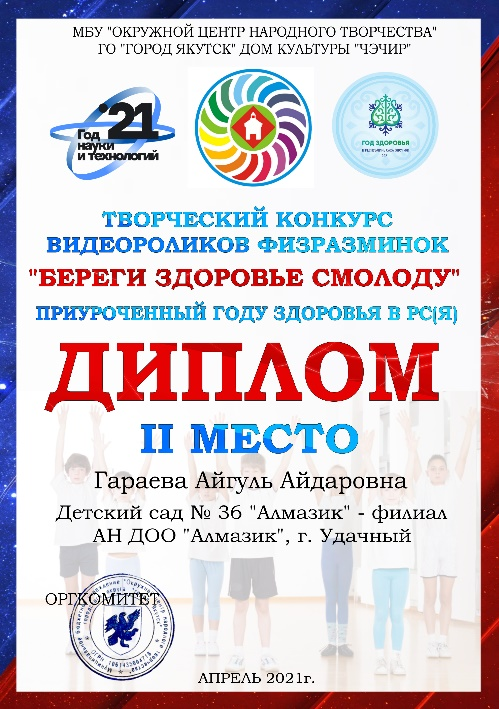 МБУ "ОКРУЖНОЙ ЦЕНТР НАРОДНОГО ТВОРЧЕСТВА"
ГО "ГОРОД ЯКУТСК" ДОМ КУЛЬТУРЫ "ЧЭЧИР"
'21
Год
науки
и технологий
ГОД ЗДОРОВЬЯ
ТВОРЧЕСКИЙ КОНКУРС
ВИДЕОРОЛИКОВ ФИЗРАЗМИНОК
"БЕРЕГИ ЗДОРОВЬЕ СМОЛОДУ"
ПРИУРОЧЕННЫЙ ГОДУ ЗДОРОВЬЯ В РС(Я)
ДИПЛОМ
II МЕСТО
Гараева Айгуль Айдаровна
Детский сад № 36 "Алмазик" - филиал
АН ДОО "Алмазик", г. Удачный
ОРГКОМИТЕТ
АПРЕЛЬ 2021г.